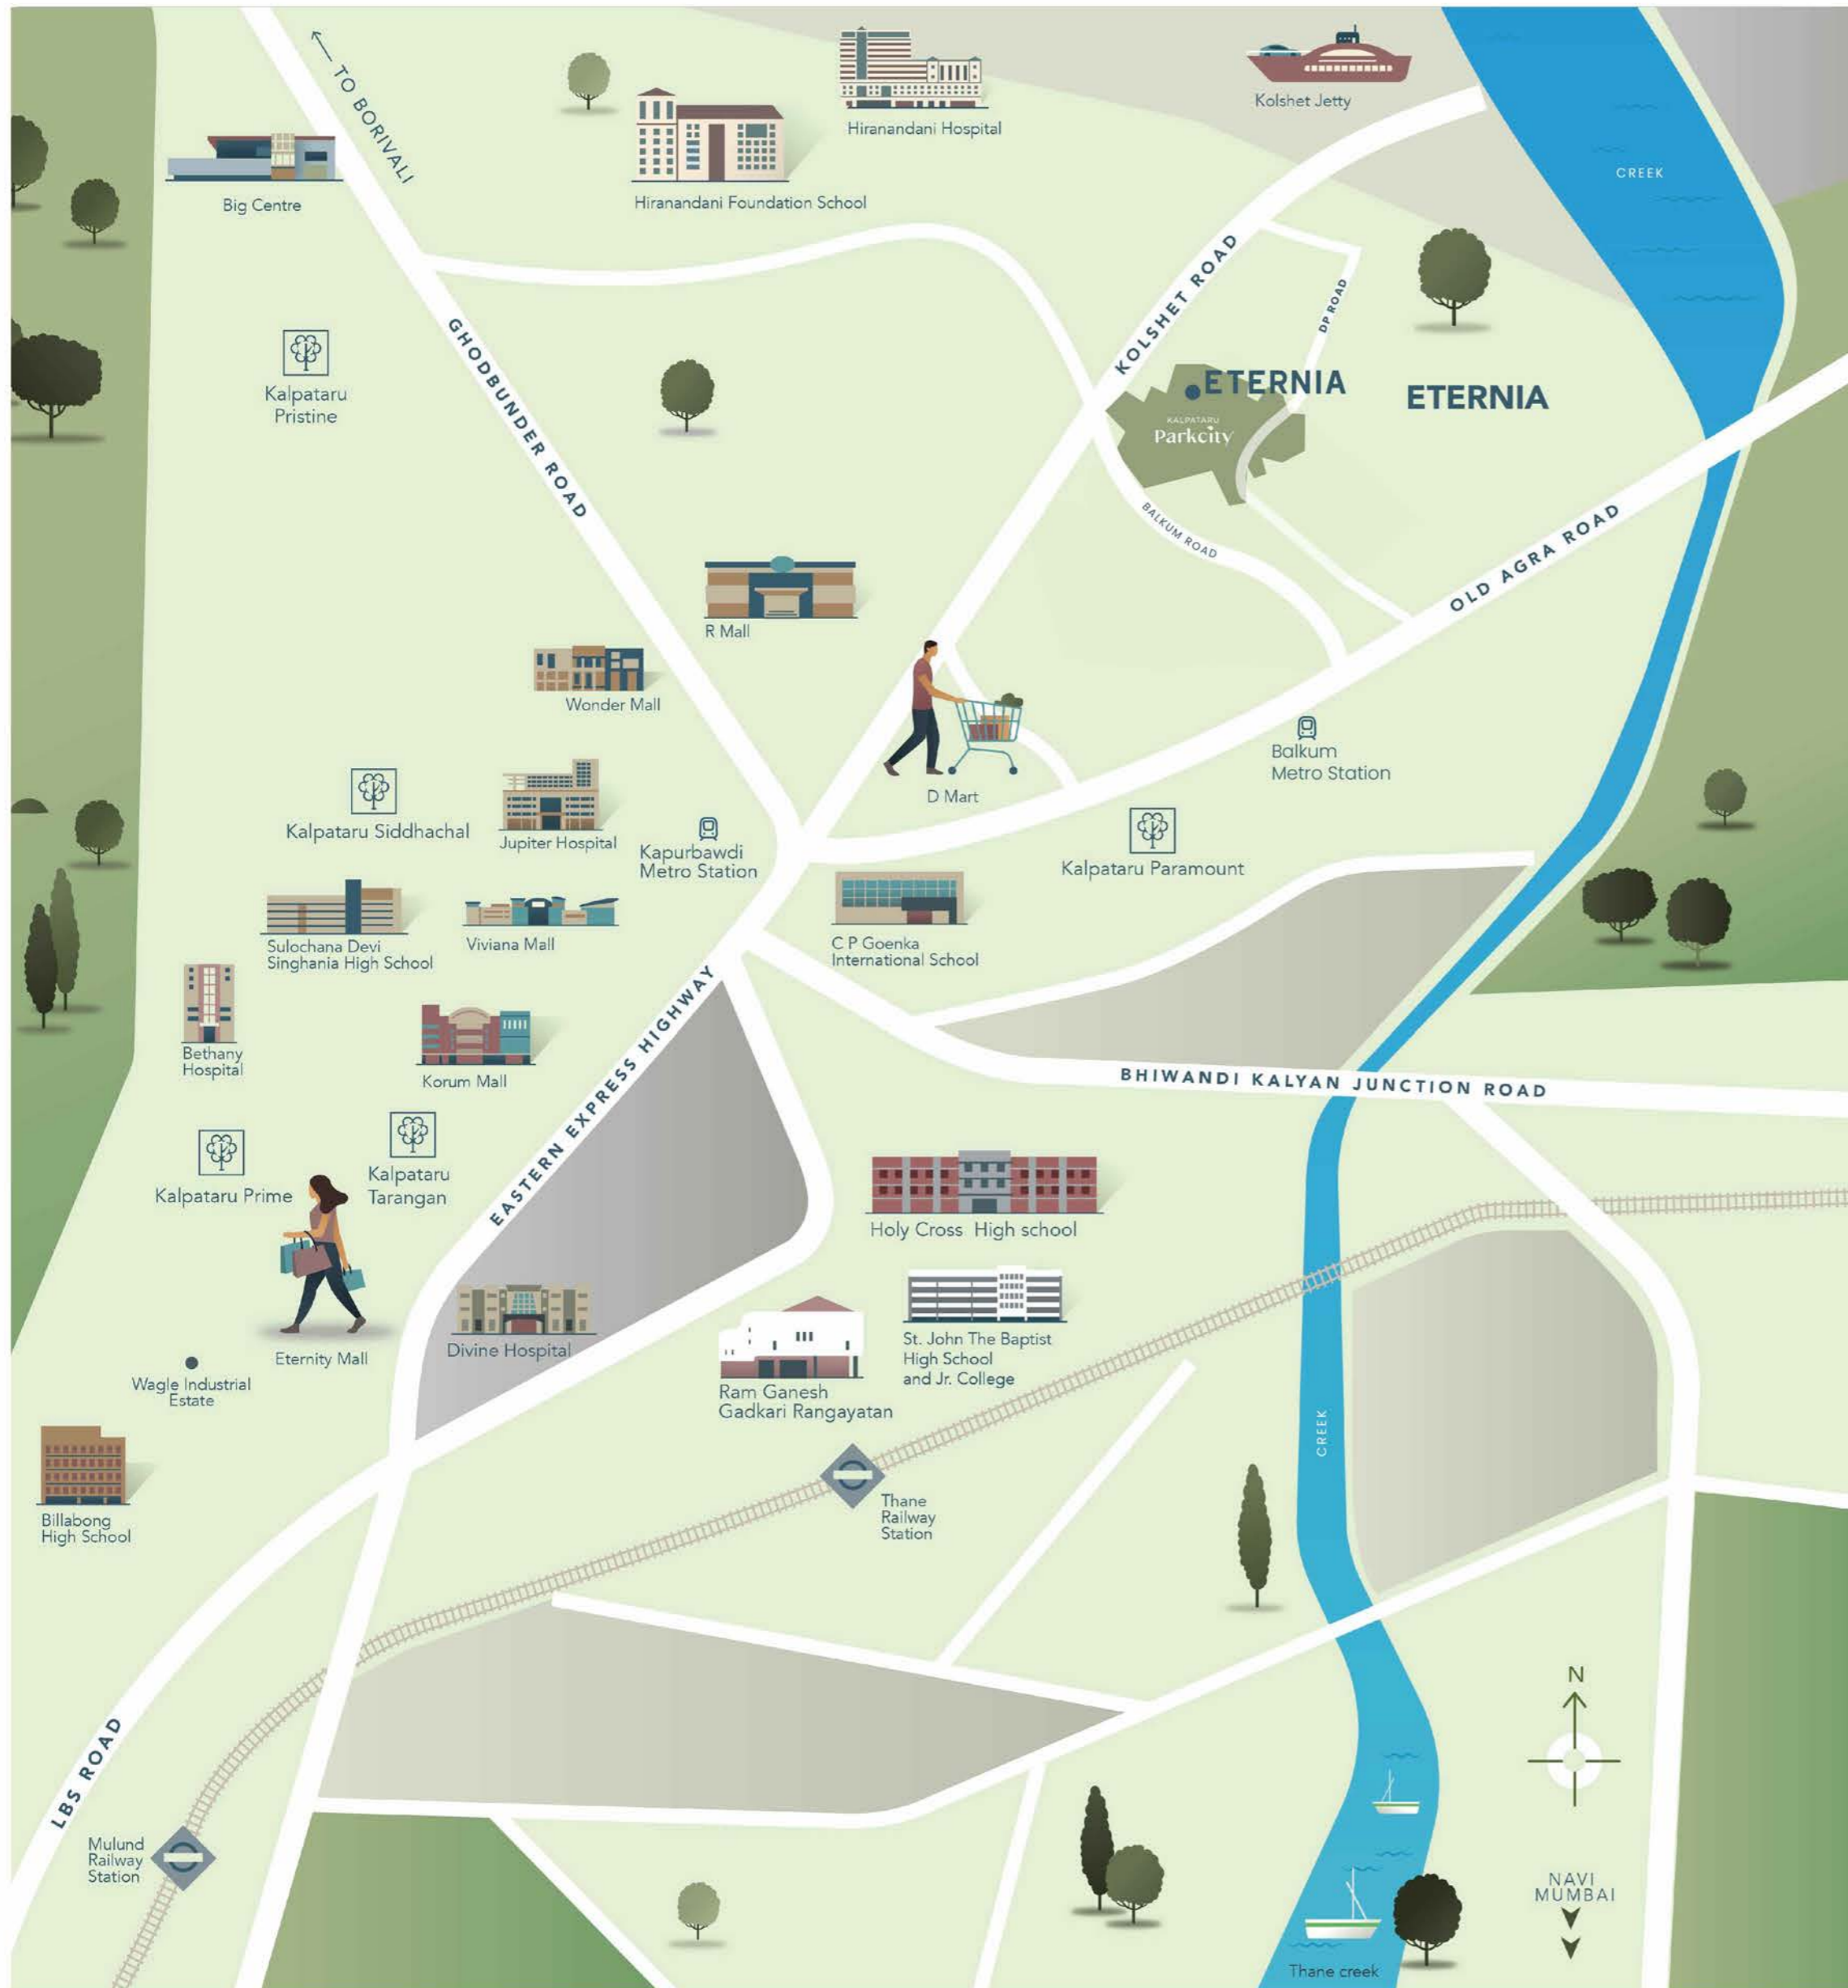 TO BORIVALI
Big Centre
Hiranandani Hospital
Hiranandani Foundation School
Kolshet Jetty
CREEK
GHODBUNDER ROAD
KOLSHET ROAD
DP ROAD
Kalpataru
Pristine
ETERNIA
ETERNIA
KALPATARU
Parkcity
BALKUM ROAD
OLD AGRA ROAD
R Mall
Wonder Mall
Balkum
Metro Station
D Mart
Kalpataru Siddhachal
Jupiter Hospital
Kapurbawdi
Metro Station
Kalpataru Paramount
Sulochana Devi
Singhania High School
Viviana Mall
C P Goenka
International School
Bethany
Hospital
Korum Mall
EASTERN EXPRESS HIGHWAY
BHIWANDI KALYAN JUNCTION ROAD
Kalpataru Prime
Kalpataru
Tarangan
Holy Cross High school
Eternity Mall
Divine Hospital
St. John The Baptist
High School
and Jr. College
Wagle Industrial
Estate
Ram Ganesh
Gadkari Rangayatan
CREEK
Billabong
High School
Thane
Railway
Station
LBS ROAD
Mulund
Railway
Station
N
NAVI
MUMBAI
Thane creek